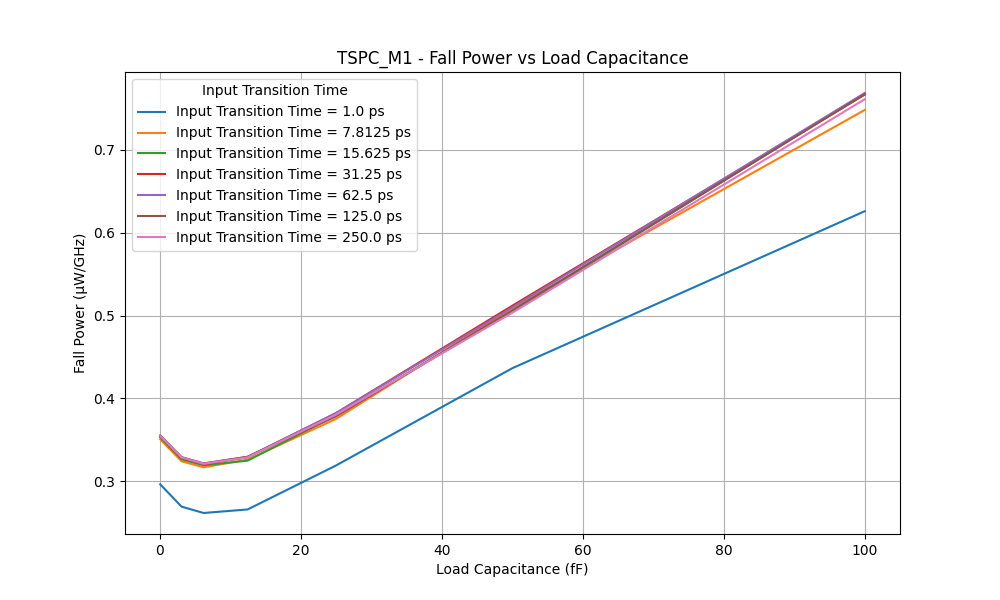 TSPC_M1 - Fall Power vs Load Capacitance
Input Transition Time
Input Transition Time = 1.0 ps
Input Transition Time = 7.8125 ps
Input Transition Time = 15.625 ps
Input Transition Time = 31.25 ps
Input Transition Time = 62.5 ps
Input Transition Time = 125.0 ps
Input Transition Time = 250.0 ps
Fall Power (μW/GHz)
0.7
0.6
0.5
0.4
0.3
0 20 40 60 80 100
Load Capacitance (fF)